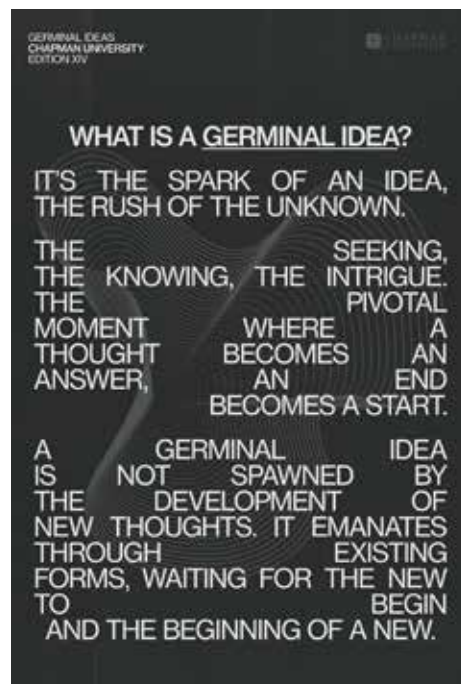 GERMINAL IDEAS
CHAPMAN UNIVERSITY
EDITION XIV
CHAPMAN
WHAT IS A GERMINAL IDEA?
IT'S THE SPARK OF AN IDEA,
THE RUSH OF THE UNKNOWN.
THE SEEKING,
THE KNOWING, THE INTRIGUE.
THE PIVOTAL
MOMENT WHERE A
THOUGHT BECOMES AN
ANSWER, AN END
BECOMES A START.
A GERMINAL IDEA
IS NOT SPAWNED BY
THE DEVELOPMENT OF
NEW THOUGHTS. IT EMANATES
THROUGH EXISTING
FORMS, WAITING FOR THE NEW
TO BEGIN
AND THE BEGINNING OF A NEW.